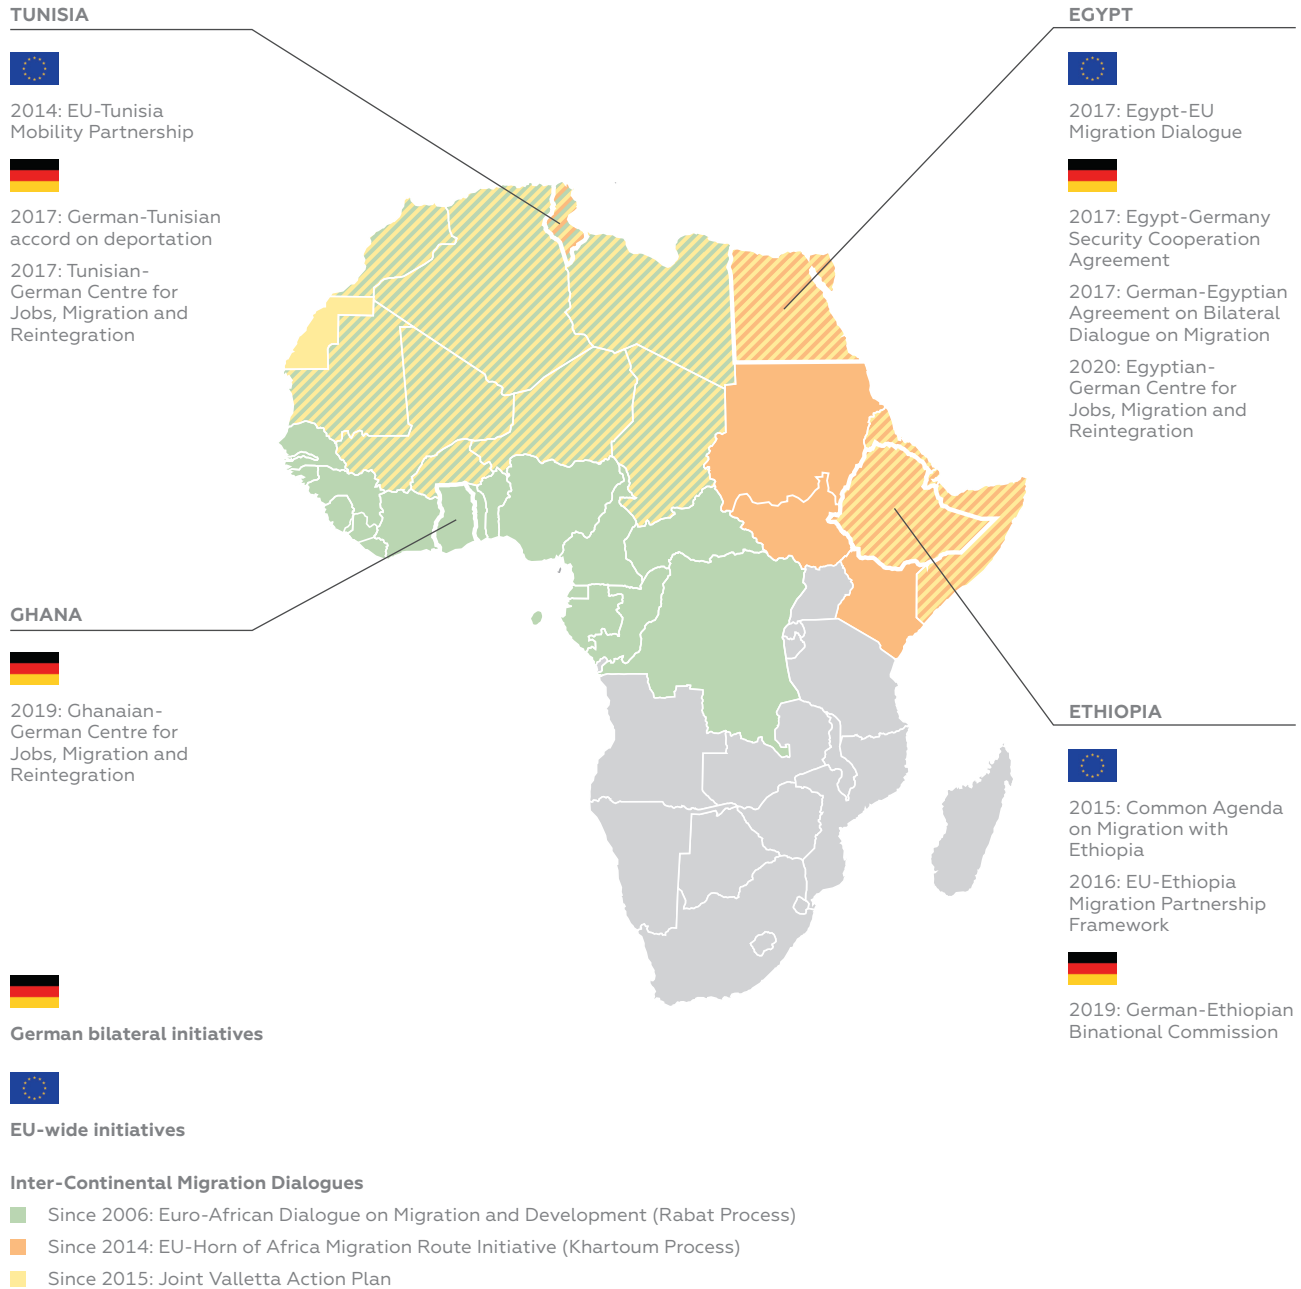 TUNISIA
2014: EU-Tunisia
Mobility Partnership
2017: German-Tunisian
accord on deportation
2017: Tunisian-
German Centre for
Jobs, Migration and
Reintegration
EGYPT
2017: Egypt-EU
Migration Dialogue
2017: Egypt-Germany
Security Cooperation
Agreement
2017: German-Egyptian
Agreement on Bilateral
Dialogue on Migration
2020: Egyptian-
German Centre for
Jobs, Migration and
Reintegration
GHANA
2019: Ghanaian-
German Centre for
Jobs, Migration and
Reintegration
ETHIOPIA
2015: Common Agenda
on Migration with
Ethiopia
2016: EU-Ethiopia
Migration Partnership
Framework
2019: German-Ethiopian
Binational Commission
German bilateral initiatives
EU-wide initiatives
Inter-Continental Migration Dialogues
Since 2006: Euro-African Dialogue on Migration and Development (Rabat Process)
Since 2014: EU-Horn of Africa Migration Route Initiative (Khartoum Process)
Since 2015: Joint Valletta Action Plan